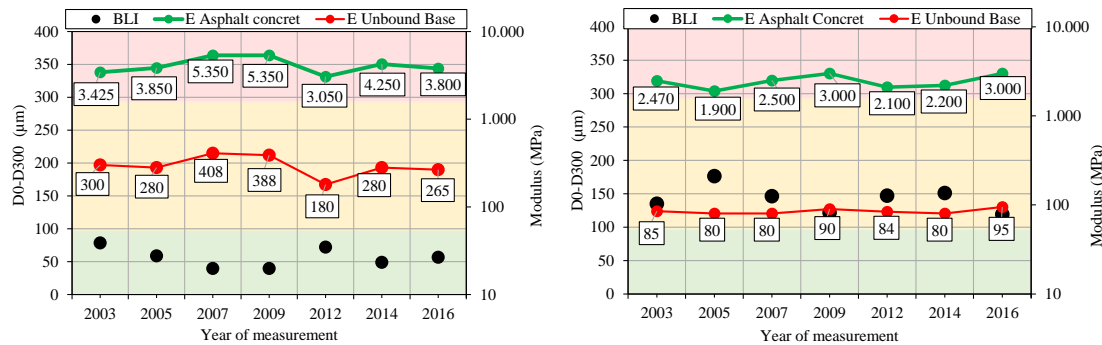 BLI E Asphalt Concret E Unbound Base
400
350
300
250
200
150
100
50
0
D0-D300 (µm)
10.000
1.000
100
10
Modulus (MPa)
3.425 3.850 5.350 5.350 3.050 4.250 3.800
300 280 408 388 180 280 265
2003 2005 2007 2009 2012 2014 2016
Year of measurement
BLI E Asphalt Concret E Unbound Base
400
350
300
250
200
150
100
50
0
D0-D300 (µm)
10.000
1.000
100
10
Modulus (MPa)
2.470 1.900 2.500 3.000 2.100 2.200 3.000
85 80 80 90 84 80 95
2003 2005 2007 2009 2012 2014 2016
Year of measurement